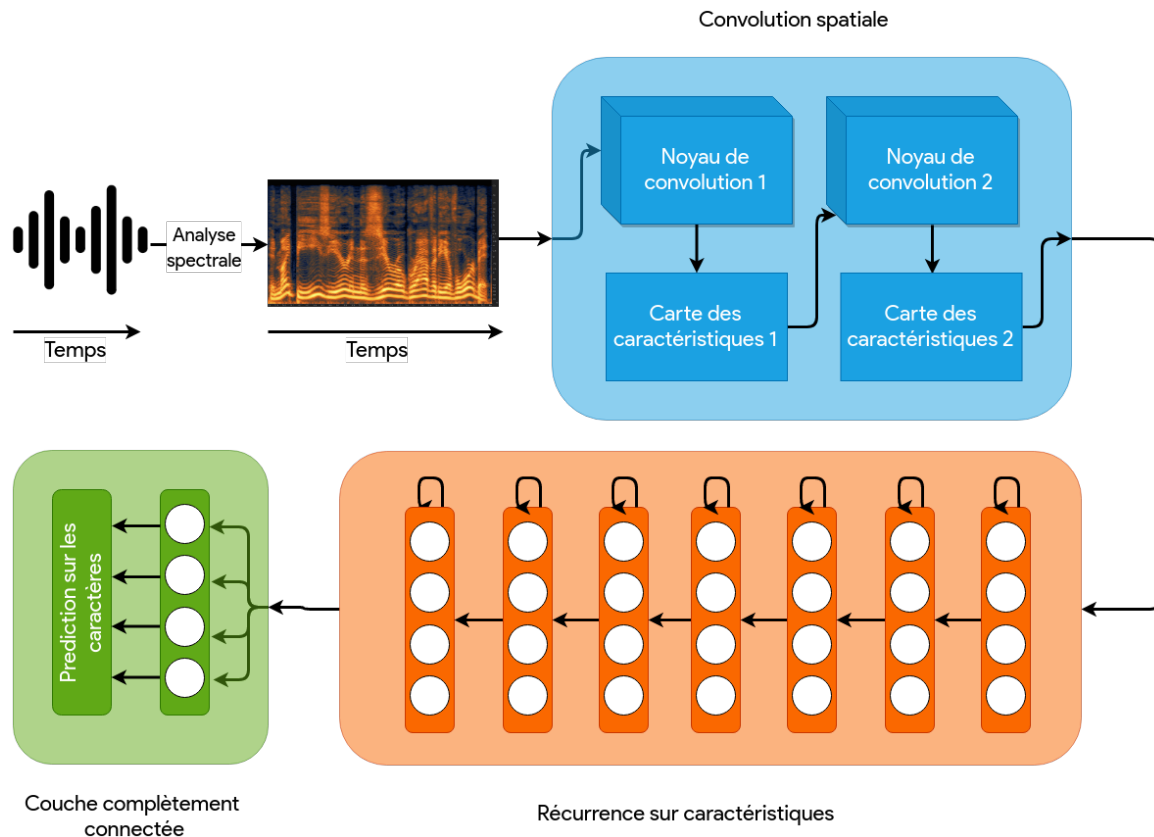 Convolution spatiale
Noyau de
convolution 1
Noyau de
convolution 2
Analyse
spectrale
Carte des
caractéristiques 1
Carte des
caractéristiques 2
Temps
Temps
Prediction sur les
caractères
Couche complètement
connectée
Récurrence sur caractéristiques